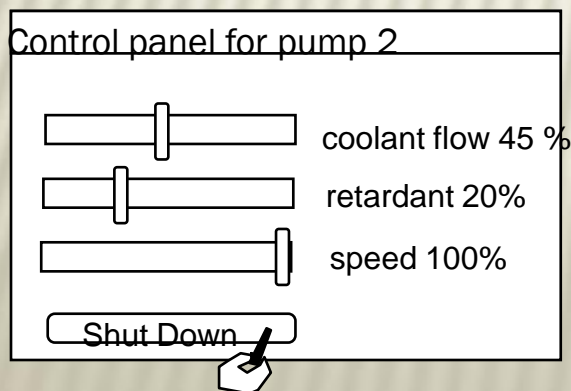 Control panel for pump 2
coolant flow 45 %
retardant 20%
speed 100%
Shut Down